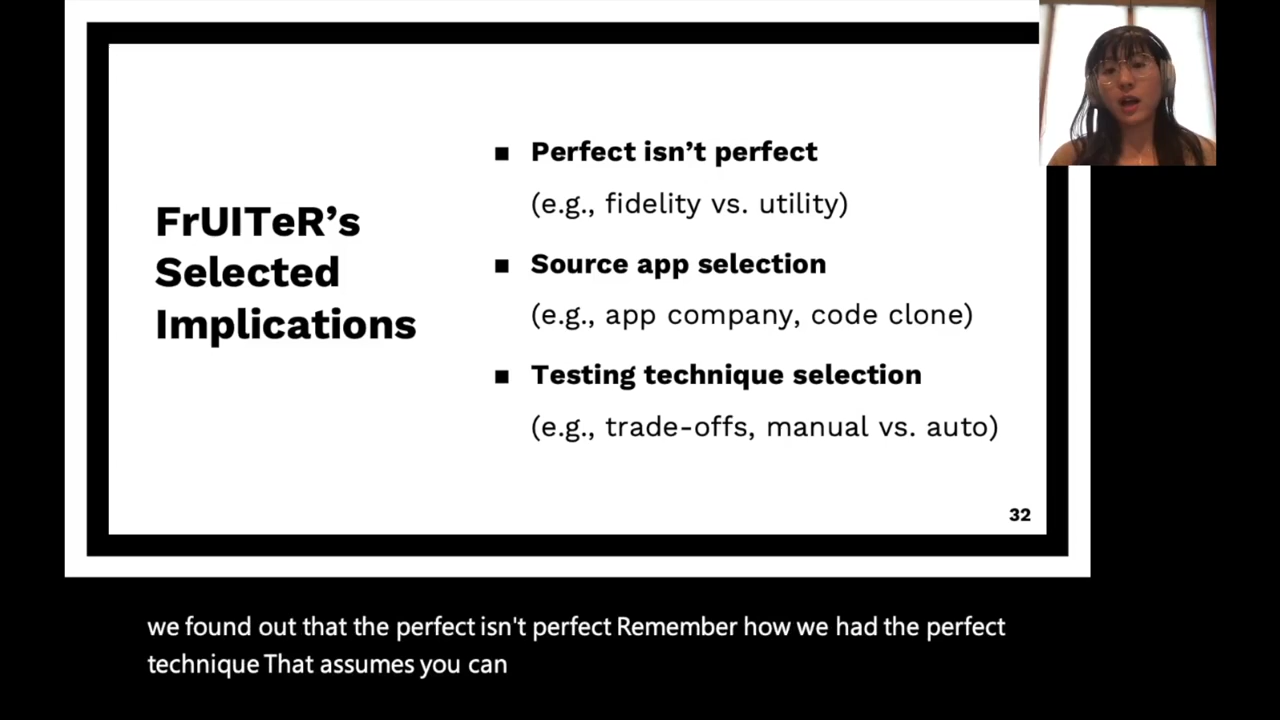 FrUITeR's
Selected
Implications
■ Perfect isn't perfect
(e.g., fidelity vs. utility)
■ Source app selection
(e.g., app company, code clone)
■ Testing technique selection
(e.g., trade-offs, manual vs. auto)
32
we found out that the perfect isn't perfect Remember how we had the perfect
technique That assumes you can